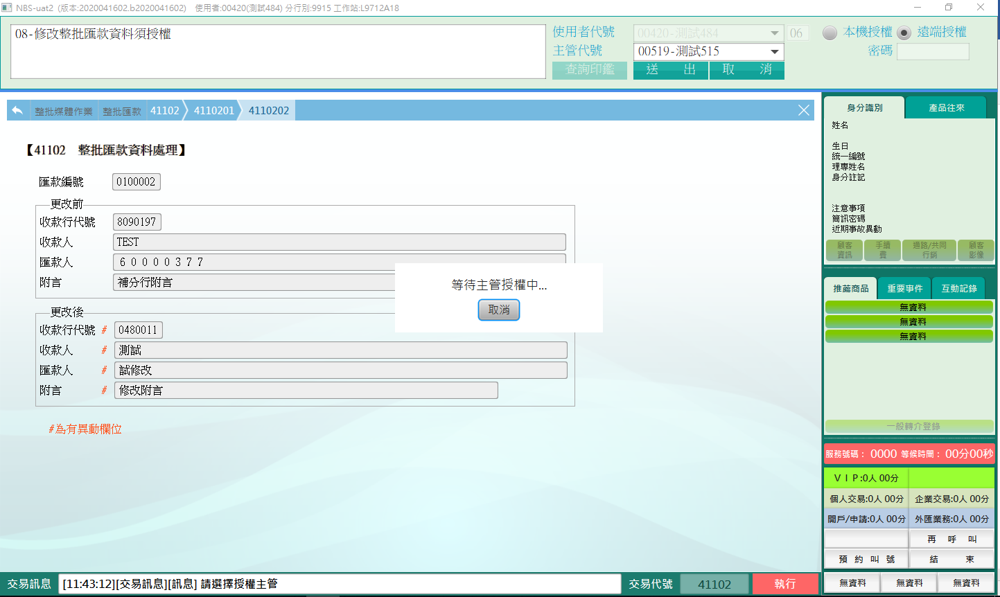 NBS-uat2 (版本:2020041602.b2020041602) 使用者:00420(測試484) 分行別:9915 工作站:L9712A18
08-修改整批匯款資料須授權
使用者代號 00420-測試484 06 本機授權 遠端授權
主管代號 00519-測試515 密碼
查詢印鑑 送 出 取 消
整批媒體作業 整批匯款 41102 4110201 4110202
【41102 整批匯款資料處理】
匯款編號 0100002
更改前
收款行代號 8090197
收款人 TEST
匯款人 ６００００３７７
附言 補分行附言
等待主管授權中...
取消
更改後
收款行代號 # 0480011
收款人 # 測試
匯款人 # 試修改
附言 # 修改附言
#為有異動欄位
身分識別 產品往來
姓名
生日
統一編號
理專姓名
身分註記
注意事項
簡訊密碼
近期事故異動
顧客資訊 手續費 通路/共同行銷 顧客影像
推薦商品 重要事件 互動記錄
無資料
無資料
無資料
一般轉介登錄
服務號碼： 0000 等候時間： 00分00秒
ＶＩＰ:0人 00分
個人交易:0人 00分 企業交易:0人 00分
開戶/申請:0人 00分 外匯業務:0人 00分
再 呼 叫
預 約 叫 號 結 束
無資料 無資料 無資料
交易訊息 [11:43:12][交易訊息][訊息] 請選擇授權主管 交易代號 41102 執行